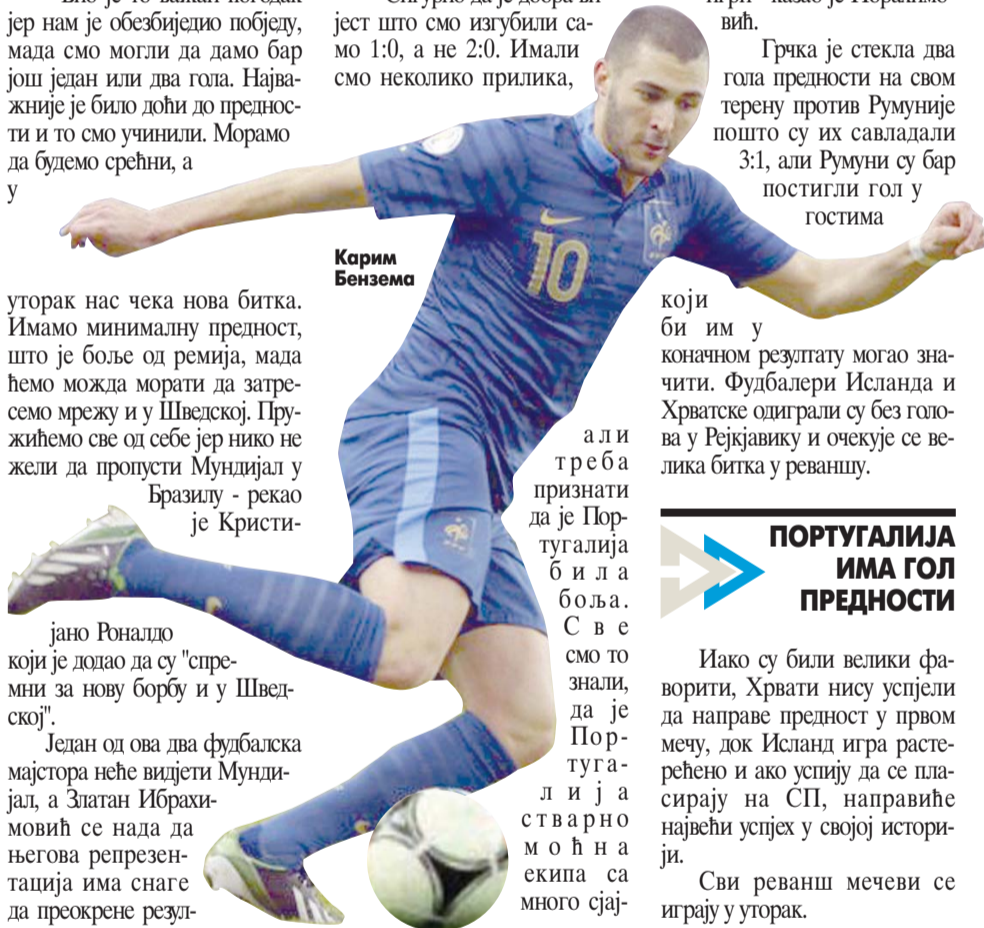 јер нам је обезбиједио побједу,
мада смо могли да дамо бар
још један или два гола. Најва-
жније је било доћи до преднос-
ти и то смо учинили. Морамо
да будемо срећни, а
у
уторак нас чека нова битка.
Имамо минималну предност,
што је боље од ремија, мада
ћемо можда морати да затре-
семо мрежу и у Шведској. Пру-
жићемо све од себе јер нико не
жели да пропусти Мундијал у
Бразилу - рекао
је Кристи-
јано Роналдо
који је додао да су "спре-
мни за нову борбу и у Швед-
ској".
Један од ова два фудбалска
мајстора неће видјети Мунди-
јал, а Златан Ибрахи-
мовић се нада да
његова репрезен-
тација има снаге
да преокрене резул-
јест што смо изгубили са-
мо 1:0, а не 2:0. Имали
смо неколико прилика,
Карим
Бензема
10
али
треба
признати
да је Пор-
тугалија
била
боља.
Све
смо то
знали,
да је
Пор-
туга-
лија
стварно
моћна
екипа са
много сјај-
вић.
Грчка је стекла два
гола предности на свом
терену против Румуније
пошто су их савладали
3:1, али Румуни су бар
постигли гол у
гостима
који
би им у
коначном резултату могао зна-
чити. Фудбалери Исланда и
Хрватске одиграли су без голо-
ва у Рејкјавику и очекује се ве-
лика битка у реваншу.
ПОРТУГАЛИЈА
ИМА ГОЛ
ПРЕДНОСТИ
Иако су били велики фа-
ворити, Хрвати нису успјели
да направе предност у првом
мечу, док Исланд игра расте-
рећено и ако успију да се пла-
сирају на СП, направиће
највећи успјех у својој истори-
ји.
Сви реванш мечеви се
играју у уторак.